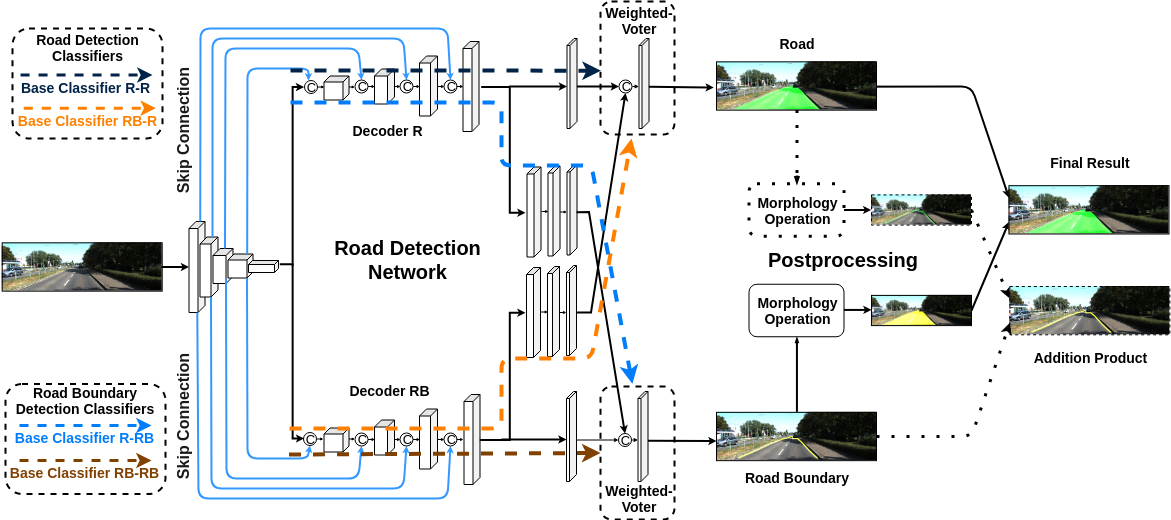 Road Detection
Classifiers
Base Classifier R-R
Base Classifier RB-R
Skip Connection
Decoder R
Weighted-
Voter
Road
Final Result
Morphology
Operation
Road Detection
Network
Postprocessing
Morphology
Operation
Addition Product
Skip Connection
Decoder RB
Road Boundary
Detection Classifiers
Base Classifier R-RB
Base Classifier RB-RB
Weighted-
Voter
Road Boundary
C
C
C
C
C
C
C
C
C
C